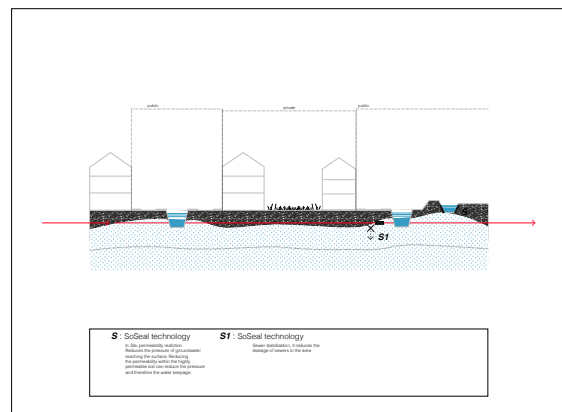 public
private
public
S
S1
S : SoSeal technology
In Situ permeability rediction.
Reduces the pressure of groundwater
reaching the surface. Reducing
the permeability within the highly
permeable soil can reduce the pressure
and therefore the water seepage.
S1 : SoSeal technology
Sewer stabilization, it reduces the
leakage of sewers in the area